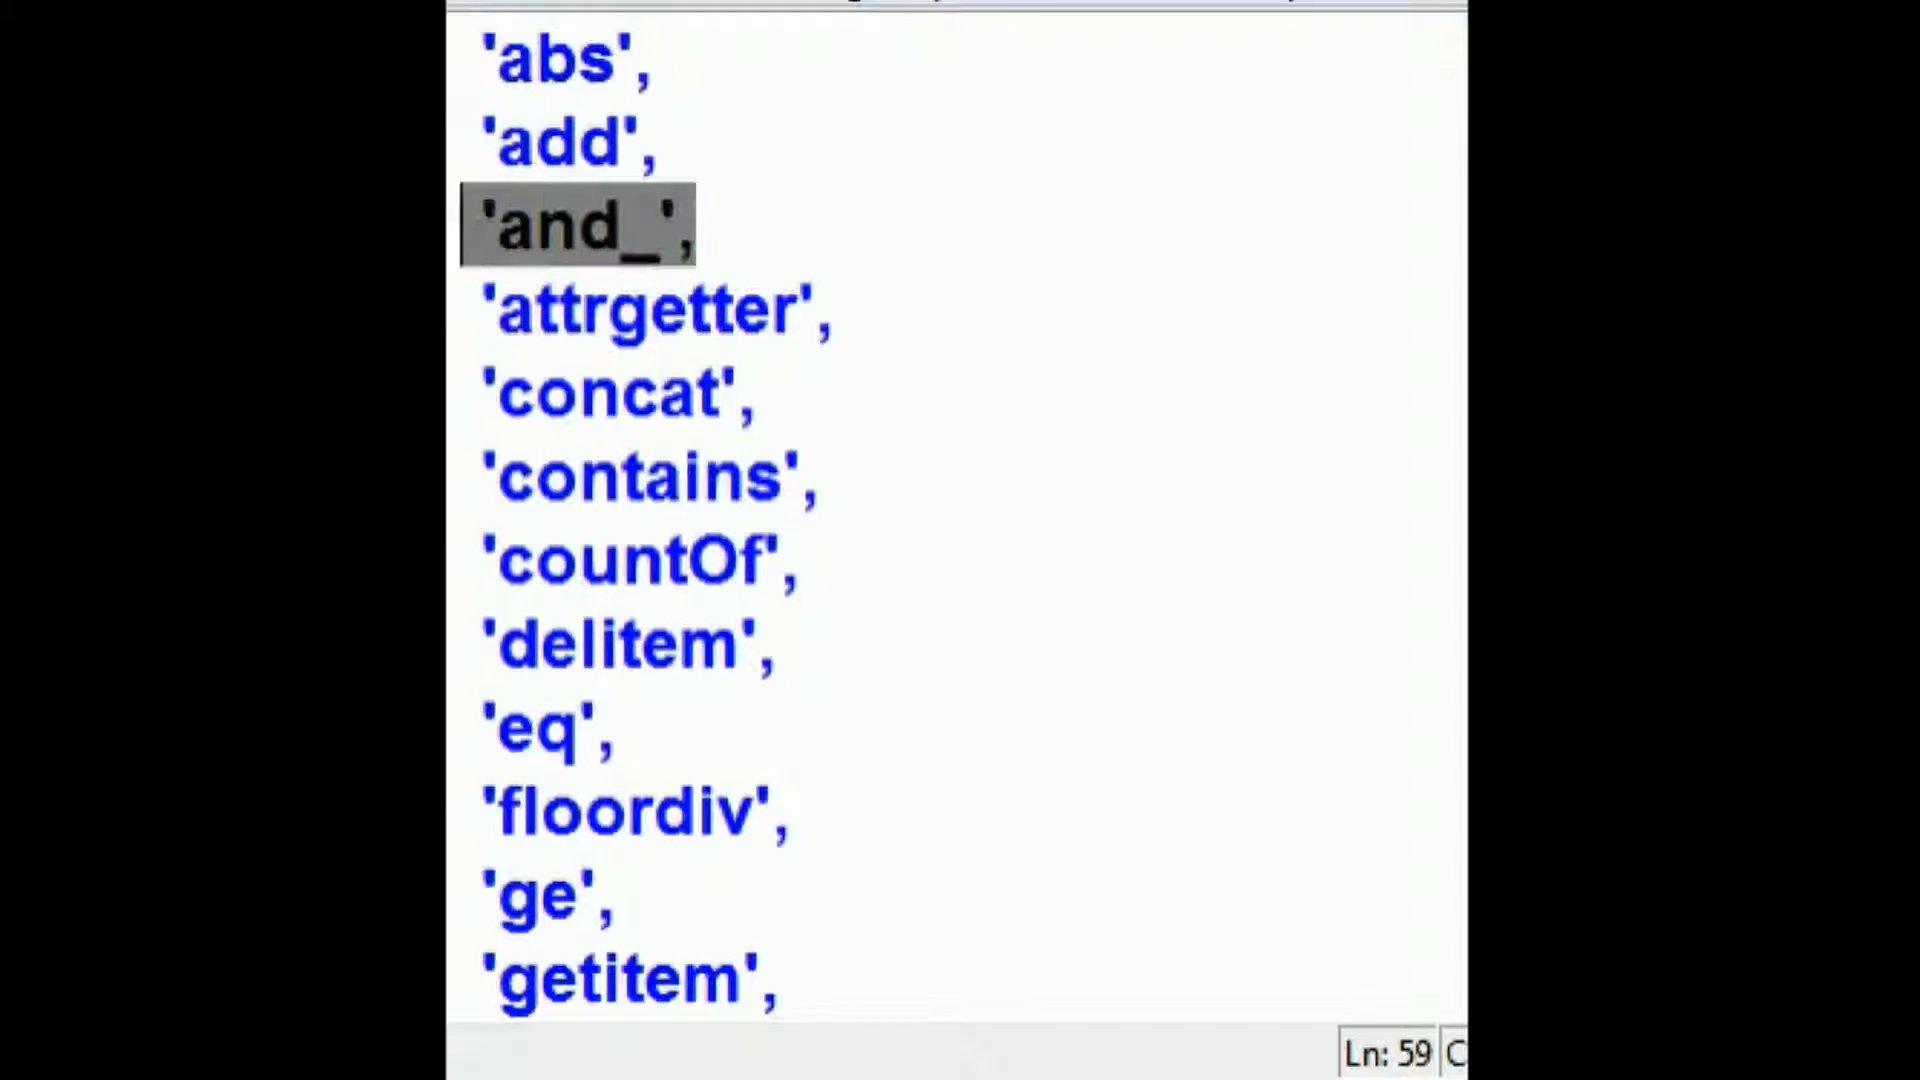 'abs',
'add',
'and_',
'attrgetter',
'concat',
'contains',
'countOf',
'delitem',
'eq',
'floordiv',
'ge',
'getitem',
Ln: 59 C